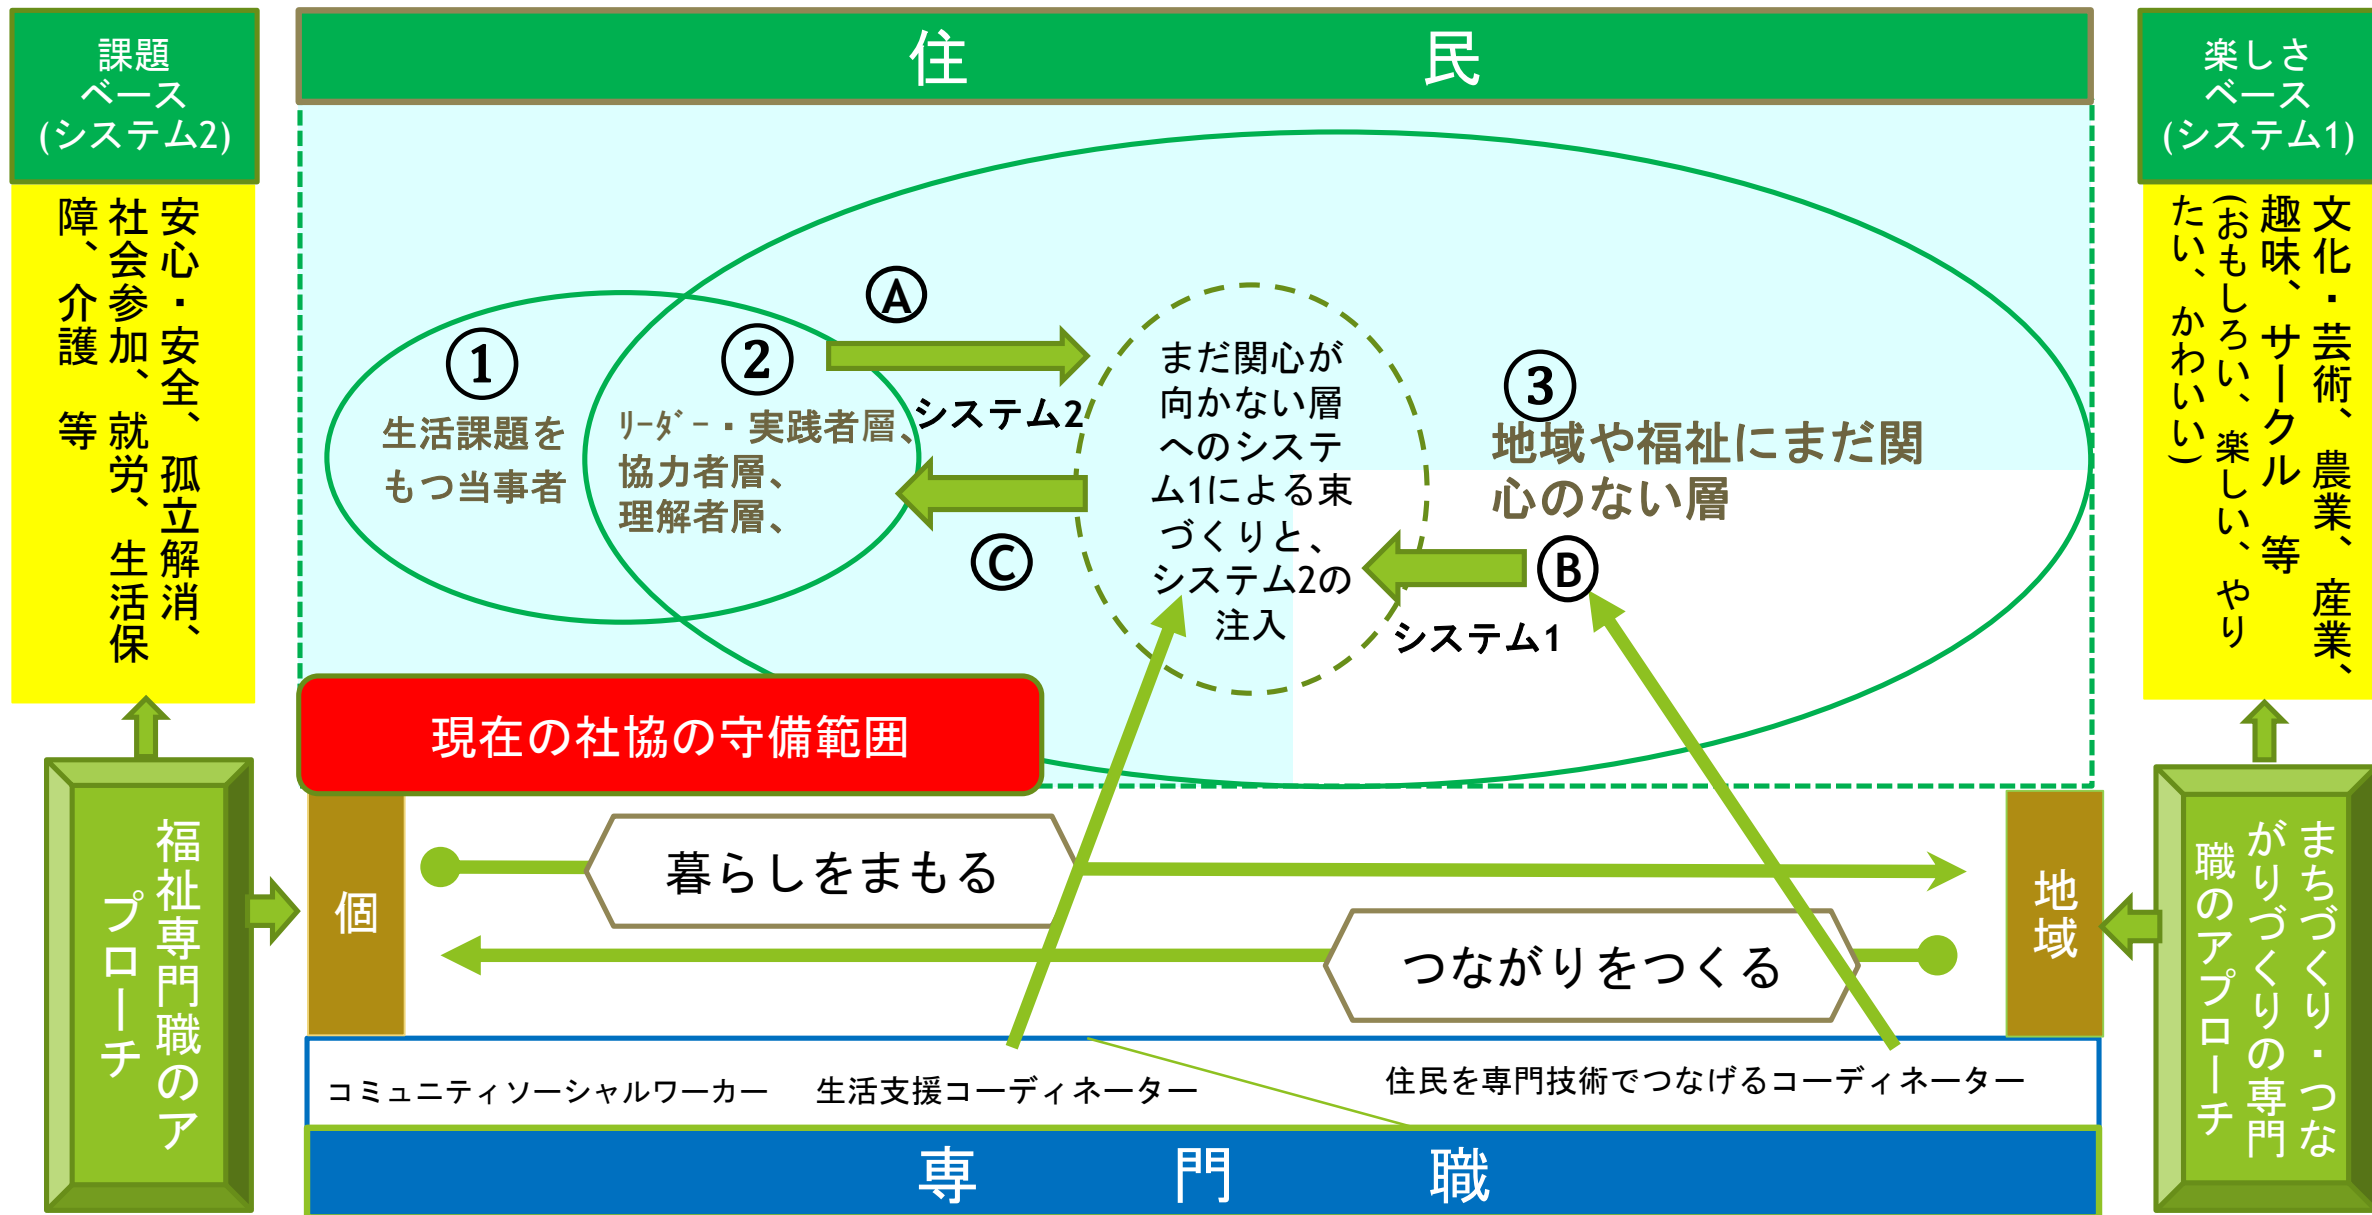 課題
ベース
(システム2)
安心・安全、孤立解消、
社会参加、就労、生活保
障、介護　等
福祉専門職のア
プローチ
住　民
①
生活課題を
もつ当事者
②
ﾘｰﾀﾞｰ・実践者層、
協力者層、
理解者層、
Ⓐ
システム2
Ⓒ
まだ関心が
向かない層
へのシステ
ム1による束
づくりと、
システム2の
注入
③
地域や福祉にまだ関
心のない層
Ⓑ
システム1
現在の社協の守備範囲
個
暮らしをまもる
つながりをつくる
地域
コミュニティソーシャルワーカー　生活支援コーディネーター
住民を専門技術でつなげるコーディネーター
専　門　職
楽しさ
ベース
(システム1)
文化・芸術、農業、産業、
趣味、サークル　等
(おもしろい、楽しい、やり
たい、かわいい)
まちづくり・つな
がりづくりの専門
職のアプローチ